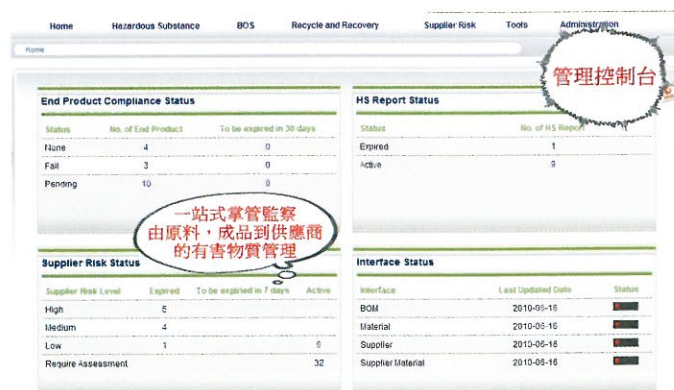 Home Hazardous Substance BOS Recycle and Recovery Supplier Risk Tools Administration
Home
管理控制台
End Product Compliance Status
Status No. of End Product To be expired in 30 days
None 4 0
Fail 3 0
Pending 10 0
HS Report Status
Status No. of HS Report
Expired 1
Active 9
一站式掌管監察
由原料，成品到供應商
的有害物質管理
Supplier Risk Status
Supplier Risk Level Expired To be expiried in 7 days Active
High 5
Medium 4
Low 1 6
Require Assessment 32
Interface Status
Interface Last Updated Date Status
BOM 2010-06-16
Material 2010-06-16
Supplier 2010-06-16
Supplier Material 2010-06-16